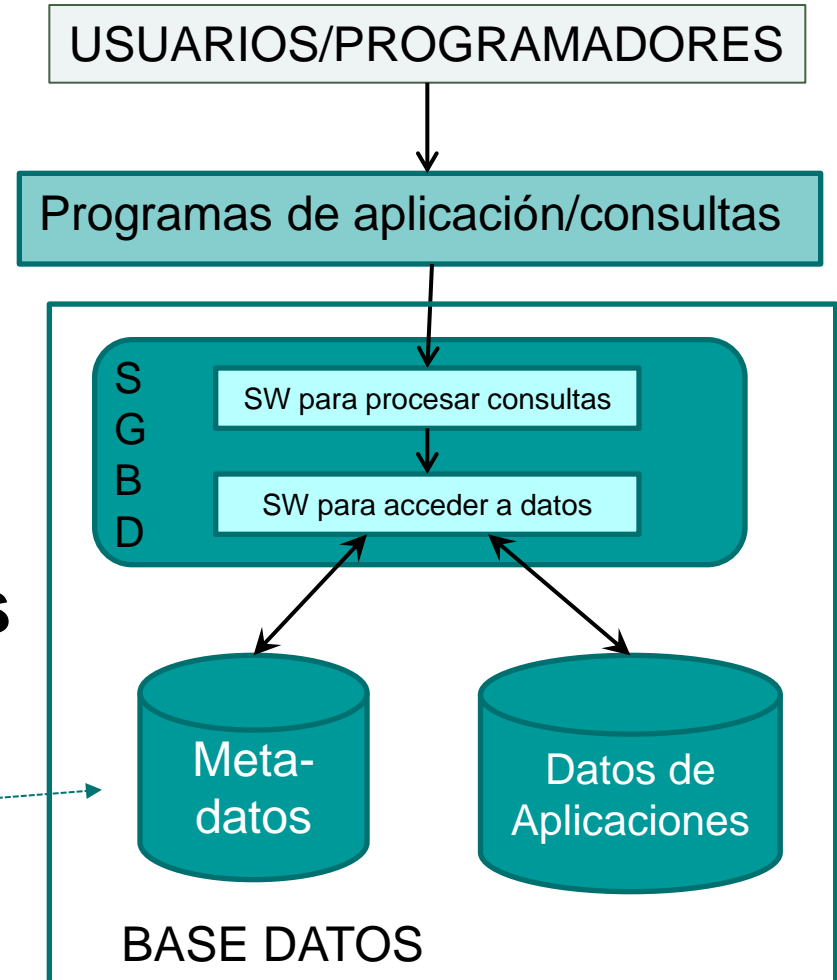 USUARIOS/PROGRAMADORES
Programas de aplicación/consultas
S
G
B
D
SW para procesar consultas
SW para acceder a datos
s
Meta-
datos
Datos de
Aplicaciones
BASE DATOS